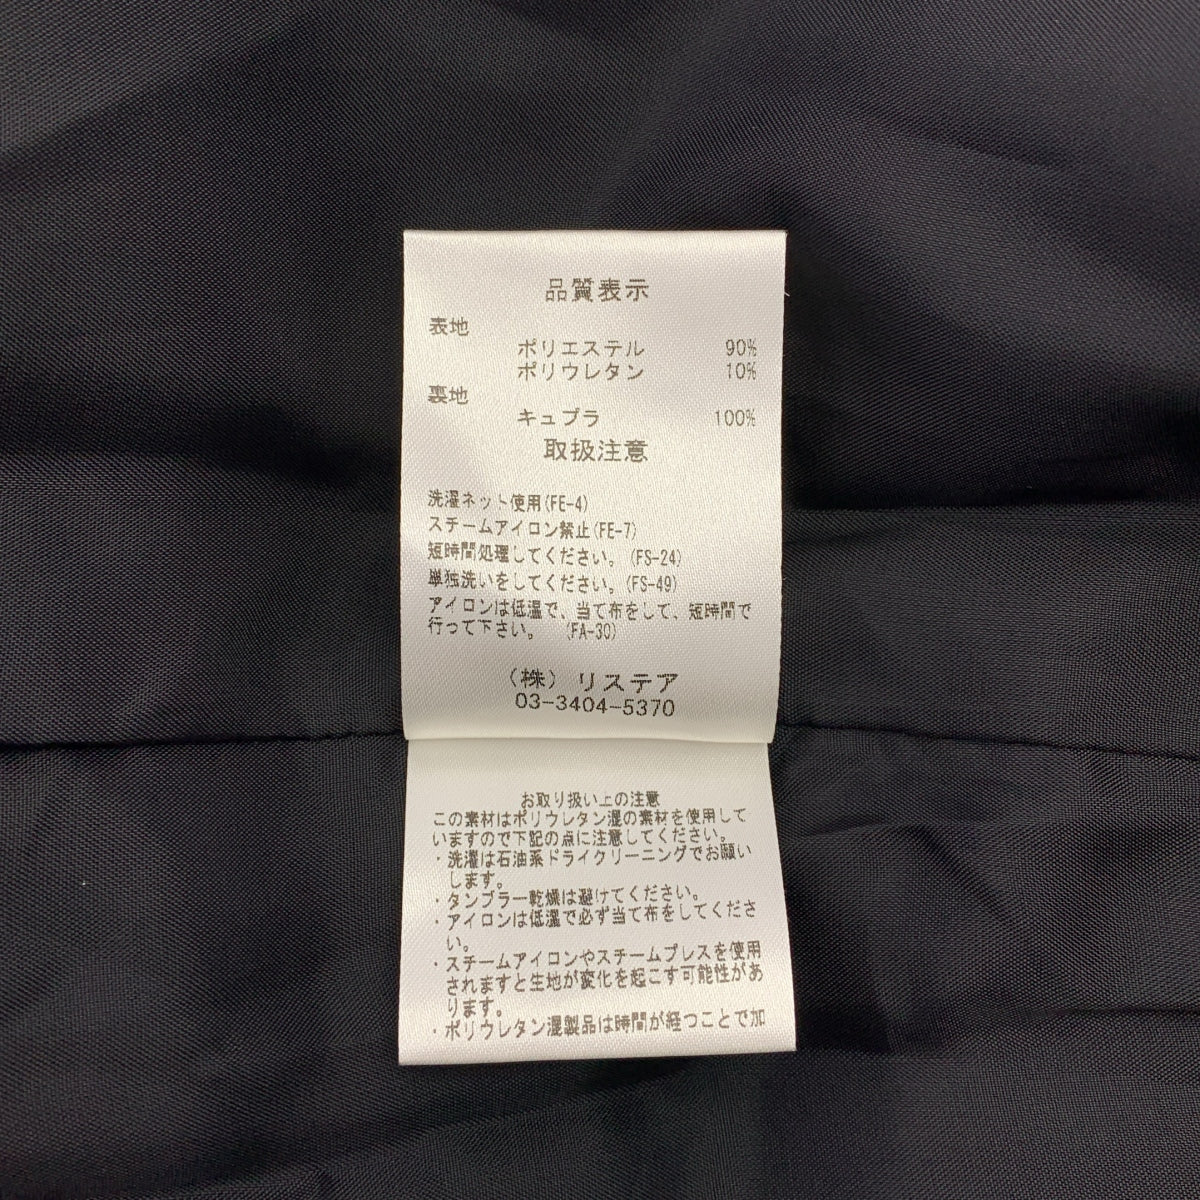 品質表示
表地
ポリエステル 90%
ポリウレタン 10%
裏地
キュプラ 100%
取扱注意
洗濯ネット使用(FE-4)
スチームアイロン禁止(FE-7)
短時間処理してください。(FS-24)
単独洗いをしてください。(FS-49)
アイロンは低温で、当て布をして、短時間で
行って下さい。 (FA-30)
(株) リステア
03-3404-5370
お取り扱い上の注意
この素材はポリウレタン湿の素材を使用して
いますので下記の点に注意してください。
・洗濯は石油系ドライクリーニングでお願い
します。
・タンブラー乾燥は避けてください。
・アイロンは低温で必ず当て布をしてくださ
い。
・スチームアイロンやスチームプレスを使用
されますと生地が変化を起こす可能性があ
ります。
・ポリウレタン湿製品は時間が経つことで加